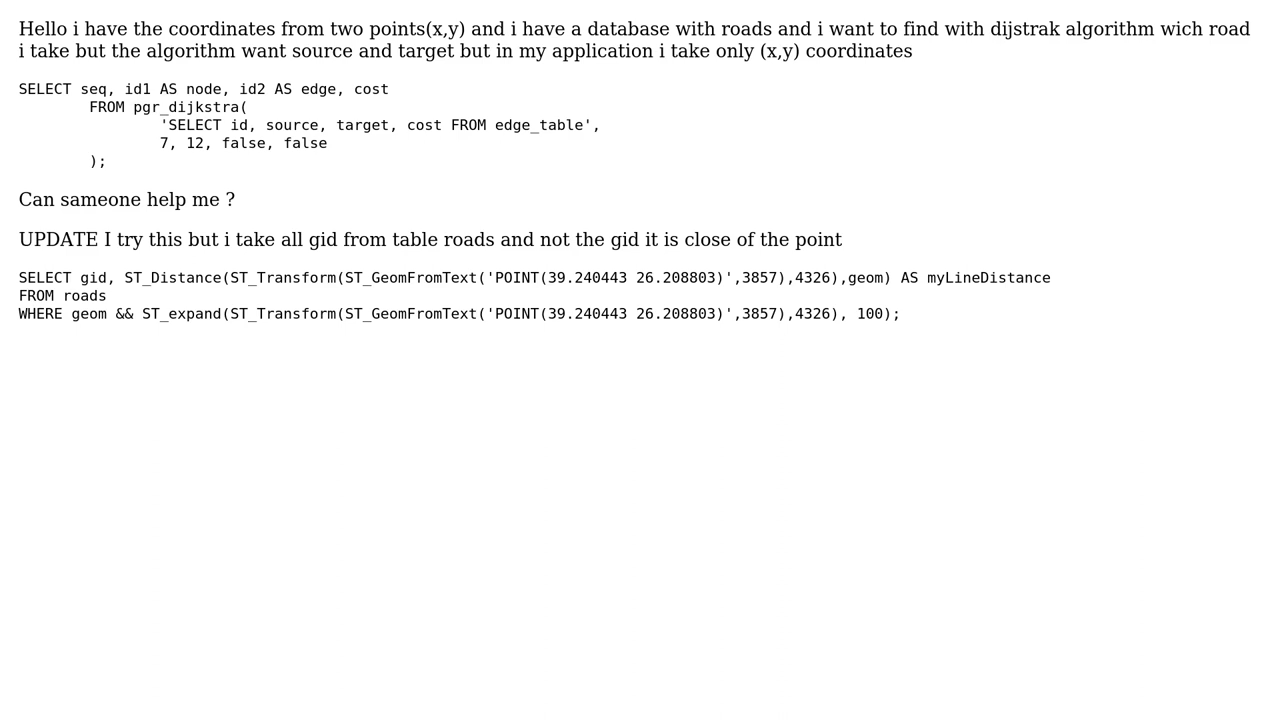 Hello i have the coordinates from two points(x,y) and i have a database with roads and i want to find with dijstrak algorithm wich road
i take but the algorithm want source and target but in my application i take only (x,y) coordinates
SELECT seq, id1 AS node, id2 AS edge, cost
        FROM pgr_dijkstra(
                'SELECT id, source, target, cost FROM edge_table',
                7, 12, false, false
        );
Can sameone help me ?
UPDATE I try this but i take all gid from table roads and not the gid it is close of the point
SELECT gid, ST_Distance(ST_Transform(ST_GeomFromText('POINT(39.240443 26.208803)',3857),4326),geom) AS myLineDistance
FROM roads
WHERE geom && ST_expand(ST_Transform(ST_GeomFromText('POINT(39.240443 26.208803)',3857),4326), 100);